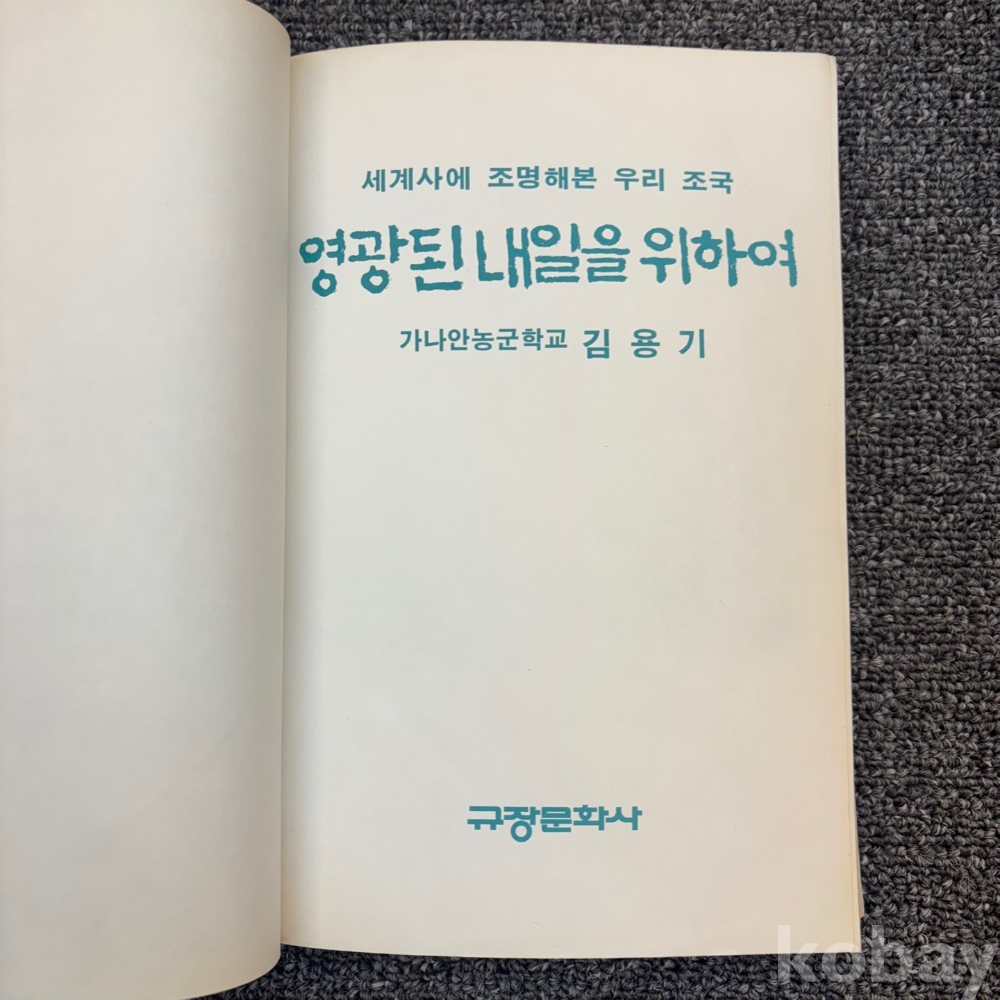 세계사에 조명해본 우리 조국
영광된 내일을 위하여
가나안농군학교 김 용 기
규장문화사
kobay